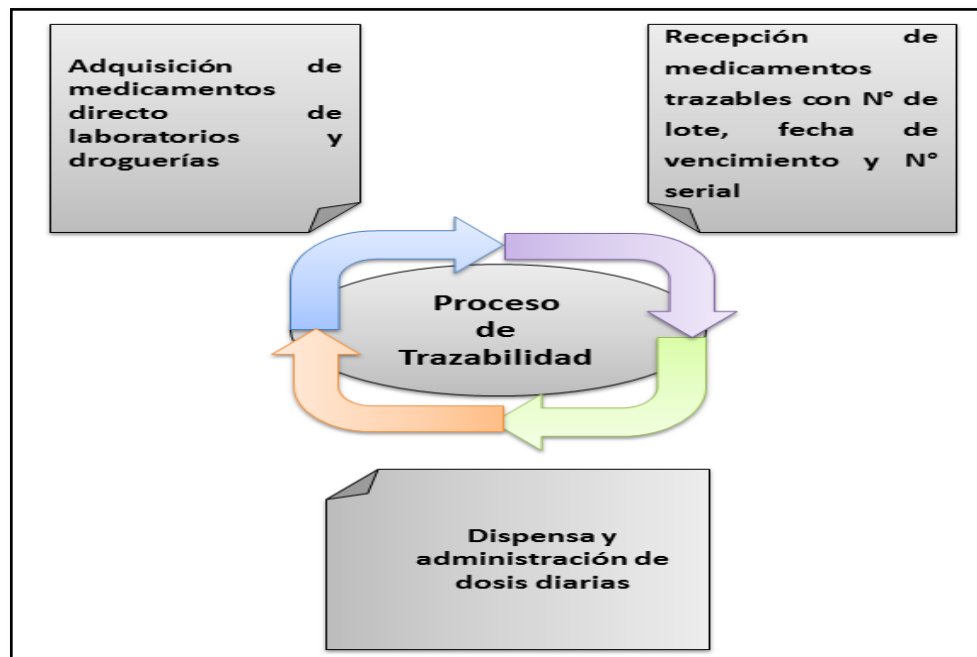 Adquisición de
medicamentos
directo de
laboratorios y
droguerías
Recepción de
medicamentos
trazables con N° de
lote, fecha de
vencimiento y N°
serial
Proceso
de
Trazabilidad
Dispensa y
administración de
dosis diarias